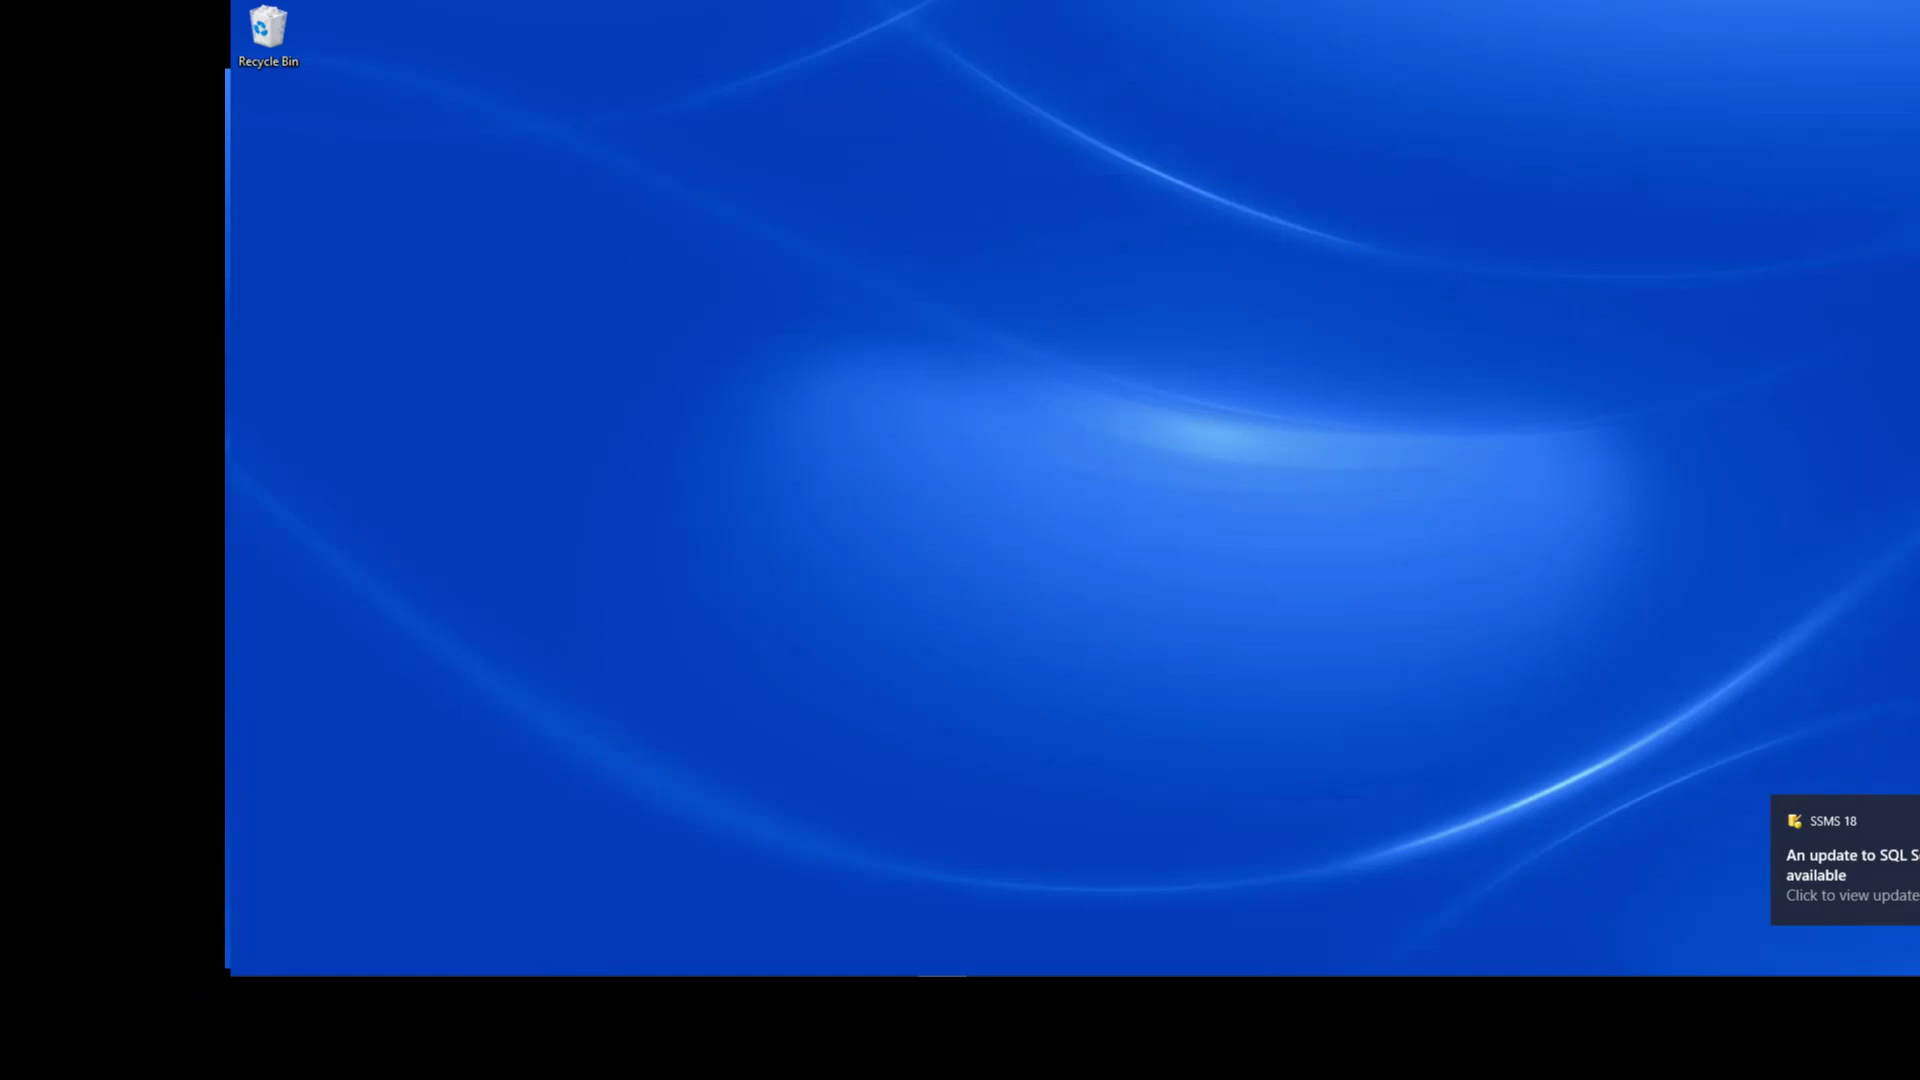 Recycle Bin
SSMS 18
An update to SQL
available
Click to view update